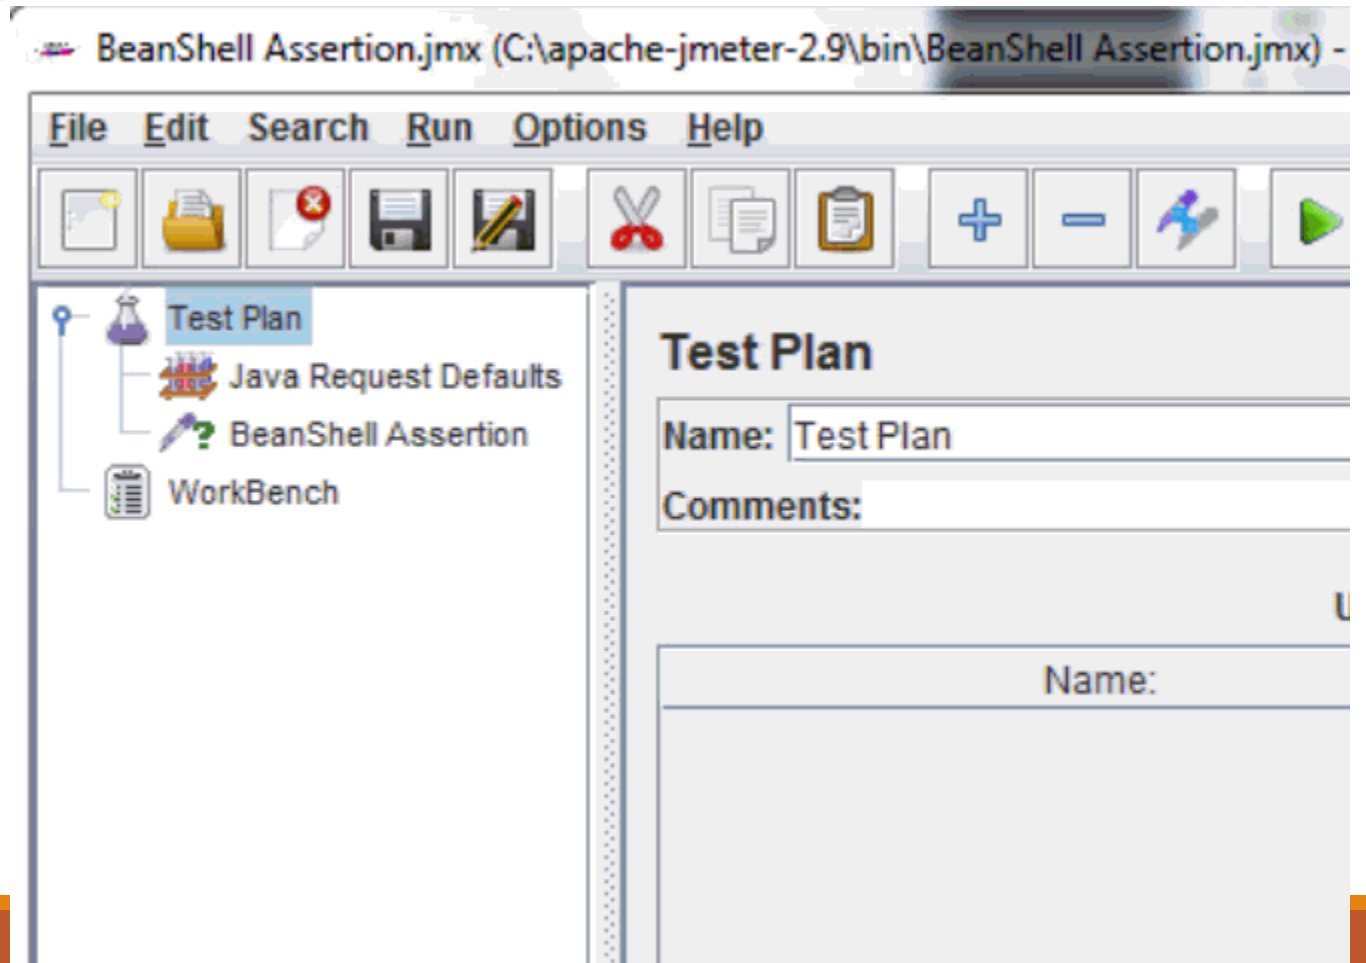 BeanShell Assertion.jmx (C:\apache-jmeter-2.9\bin\BeanShell Assertion.jmx) -
File Edit Search Run Options Help
Test Plan
Java Request Defaults
BeanShell Assertion
WorkBench
Test Plan
Name: Test Plan
Comments:
Name: